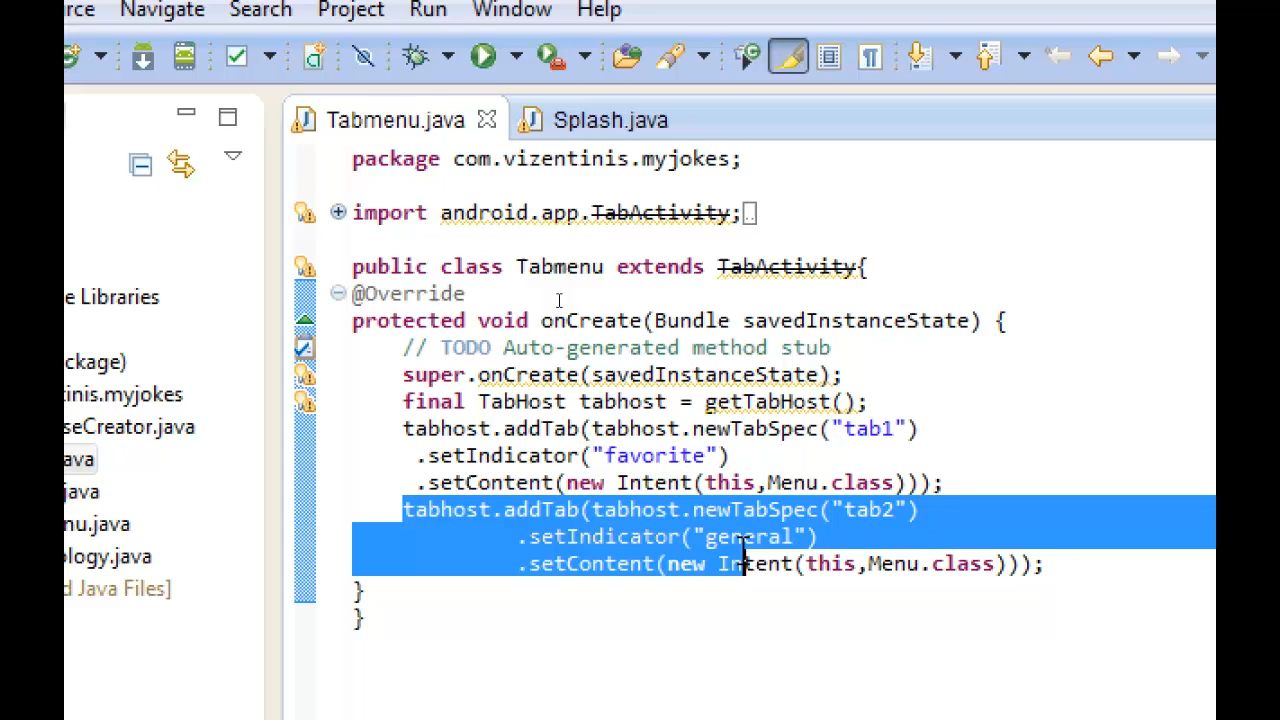 rce Navigate Search Project Run Window Help
Tabmenu.java Splash.java
package com.vizentinis.myjokes;
import android.app.TabActivity;
public class Tabmenu extends TabActivity{
@Override
protected void onCreate(Bundle savedInstanceState) {
// TODO Auto-generated method stub
super.onCreate(savedInstanceState);
final TabHost tabhost = getTabHost();
tabhost.addTab(tabhost.newTabSpec("tab1")
.setIndicator("favorite")
.setContent(new Intent(this,Menu.class)));
tabhost.addTab(tabhost.newTabSpec("tab2")
.setIndicator("general")
.setContent(new Intent(this,Menu.class)));
}
}
e Libraries
ckage)
tinis.myjokes
seCreator.java
ava
java
nu.java
ology.java
d Java Files]